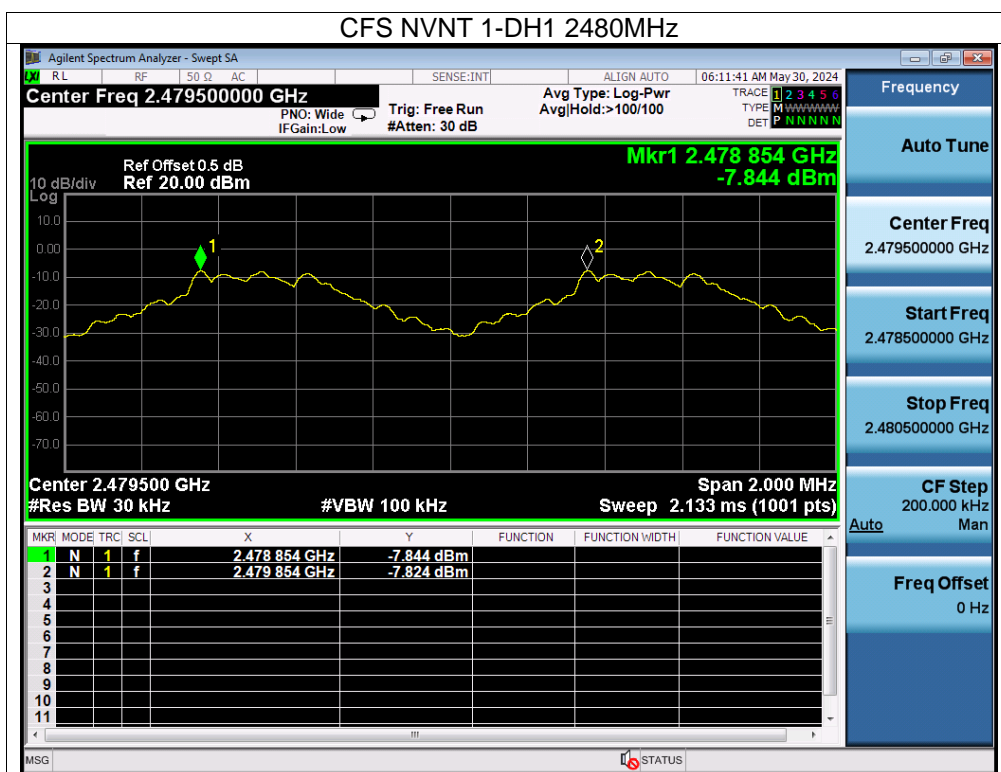 CFS NVNT 1-DH1 2480MHz
Agilent Spectrum Analyzer - Swept SA
LXI RL RF 50 Ω AC SENSE:INT ALIGN AUTO 06:11:41 AM May 30, 2024
Center Freq 2.479500000 GHz Avg Type: Log-Pwr TRACE 1 2 3 4 5 6
PNO: Wide Trig: Free Run Avg|Hold:>100/100 TYPE M WWWWW
IFGain:Low #Atten: 30 dB DET P N N N N N
Frequency
Auto Tune
Center Freq
2.479500000 GHz
Start Freq
2.478500000 GHz
Stop Freq
2.480500000 GHz
CF Step
200.000 kHz
Auto Man
Freq Offset
0 Hz
Mkr1 2.478 854 GHz
-7.844 dBm
Ref Offset 0.5 dB
10 dB/div Ref 20.00 dBm
Log
10.0
0.00
-10.0
-20.0
-30.0
-40.0
-50.0
-60.0
-70.0
1
2
Center 2.479500 GHz Span 2.000 MHz
#Res BW 30 kHz #VBW 100 kHz Sweep 2.133 ms (1001 pts)
MKR MODE TRC SCL X Y FUNCTION FUNCTION WIDTH FUNCTION VALUE
1 N 1 f 2.478 854 GHz -7.844 dBm
2 N 1 f 2.479 854 GHz -7.824 dBm
3
4
5
6
7
8
9
10
11
MSG STATUS